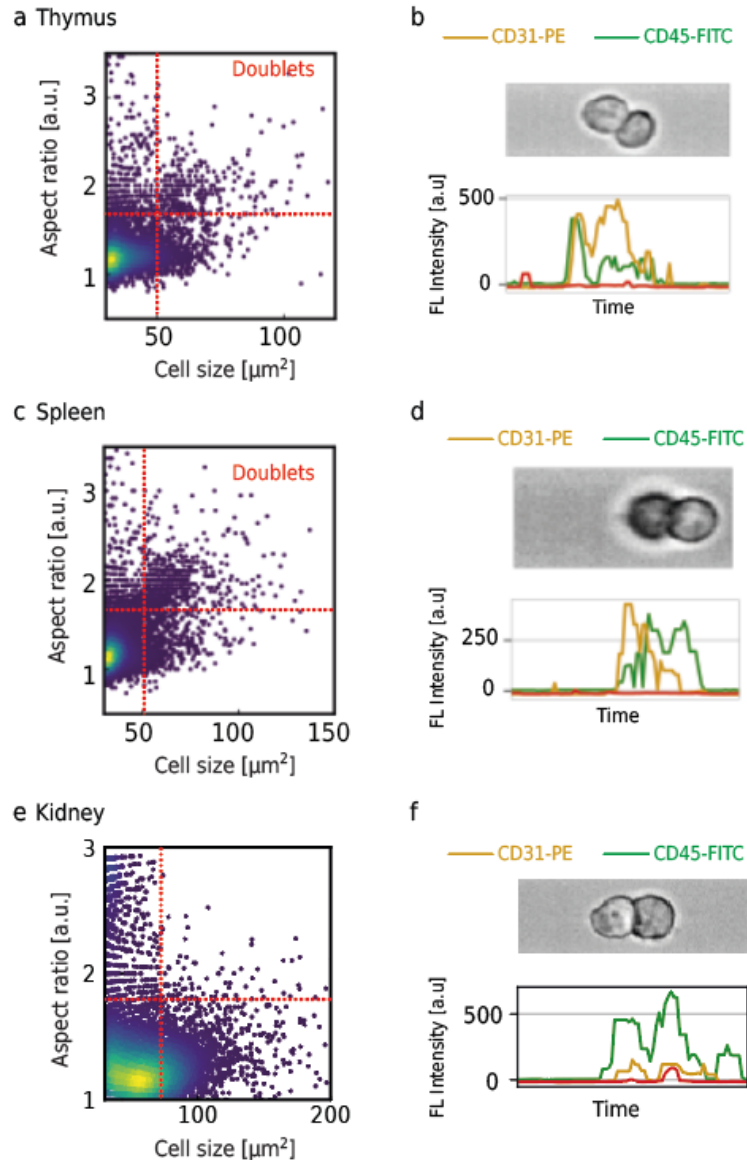 a Thymus
Doublets
3
2
1
Aspect ratio [a.u.]
50
100
Cell size [µm²]
b
CD31-PE
CD45-FITC
500
0
FL Intensity [a.u]
Time
c Spleen
Doublets
3
2
1
Aspect ratio [a.u.]
50
100
150
Cell size [µm²]
d
CD31-PE
CD45-FITC
250
0
FL Intensity [a.u]
Time
e Kidney
3
2
1
Aspect ratio [a.u.]
100
200
Cell size [µm²]
f
CD31-PE
CD45-FITC
500
0
FL Intensity [a.u]
Time